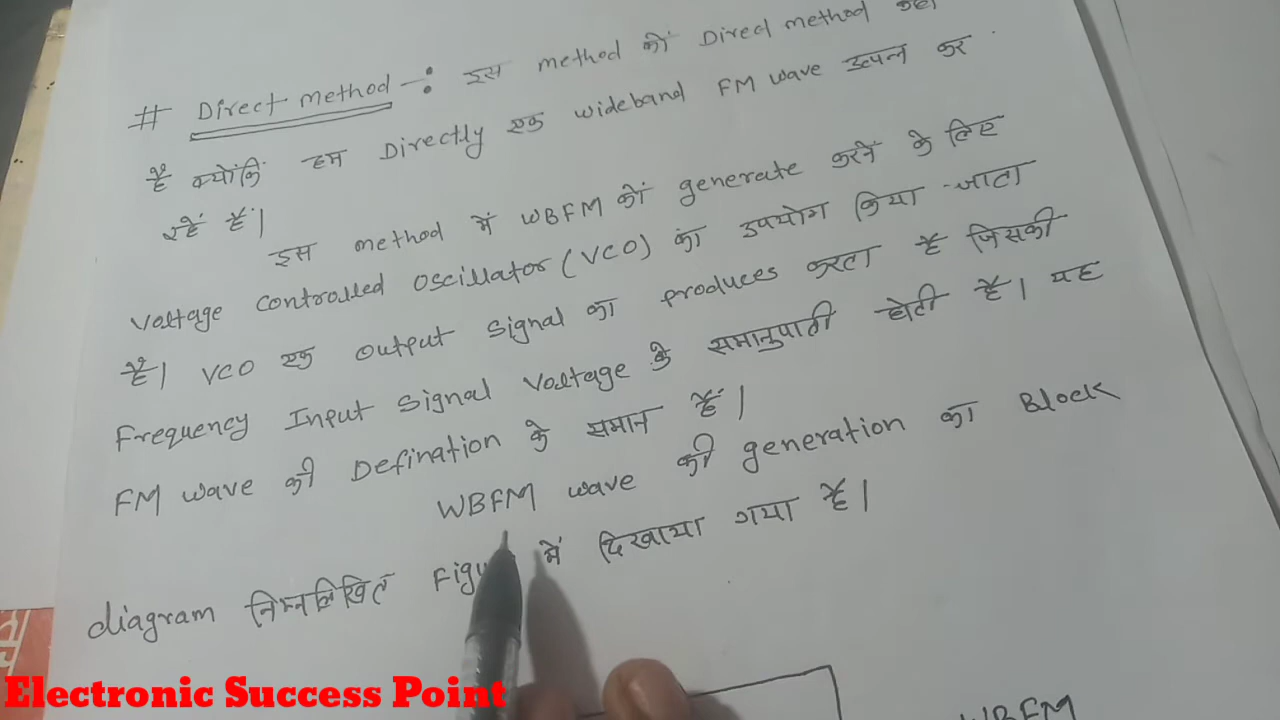 # Direct method -: इस method को Direct method कहा
है क्योंकि हम Directly एक wideband FM wave उत्पन्न कर
रहें हैं।
इस method में WBFM को generate करने के लिए
Voltage Controlled Oscillator (VCO) का उपयोग किया जाता
है। VCO एक output signal का produces करता है जिसकी
Frequency Input signal Voltage के समानुपाती होती है। यह
FM wave की Defination के समान हैं।
WBFM wave की generation का Block
diagram निम्नलिखित में दिखाया गया है।
WBFM
Electronic Success Point